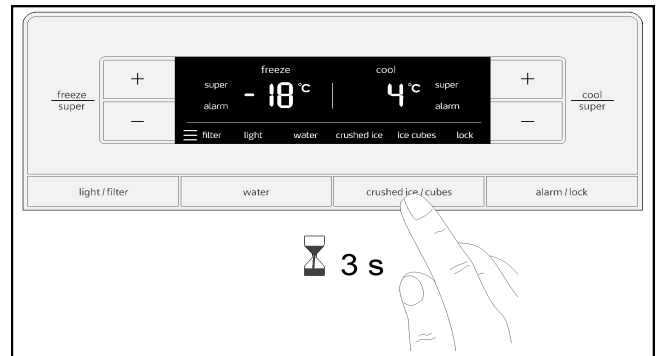 freeze
super
+
−
freeze cool
super -18 °C 4 °C super
alarm alarm
filter light water crushed ice ice cubes lock
+
−
cool
super
light / filter water crushed ice / cubes alarm / lock
3 s